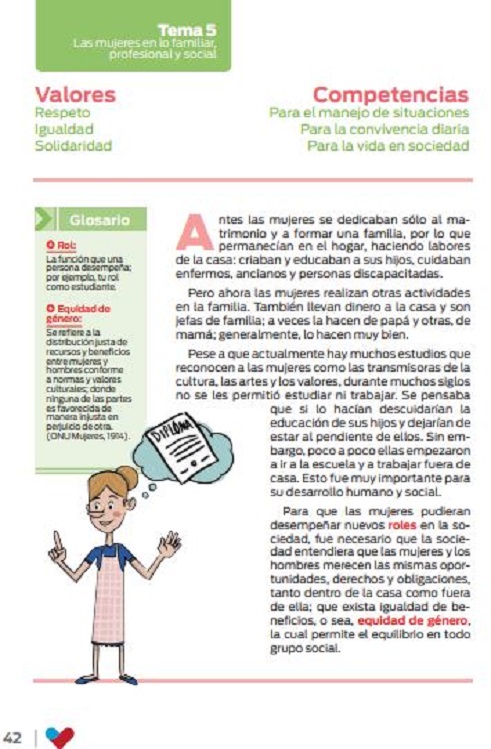 Tema 5
Las mujeres en lo familiar,
profesional y social
Valores
Respeto
Igualdad
Solidaridad
Competencias
Para el manejo de situaciones
Para la convivencia diaria
Para la vida en sociedad
Glosario
Rol:
La función que una
persona desempeña;
por ejemplo, tu rol
como estudiante.
Equidad de
género:
Se refiere a la
distribución justa de
recursos y beneficios
entre mujeres y
hombres conforme
a normas y valores
culturales; donde
ninguna de las partes
es favorecida de
manera injusta en
perjuicio de otra.
(ONU Mujeres, 1914).
Antes las mujeres se dedicaban sólo al ma-
trimonio y a formar una familia, por lo que
permanecían en el hogar, haciendo labores
de la casa: criaban y educaban a sus hijos, cuidaban
enfermos, ancianos y personas discapacitadas.
Pero ahora las mujeres realizan otras actividades
en la familia. También llevan dinero a la casa y son
jefas de familia; a veces la hacen de papá y otras, de
mamá; generalmente, lo hacen muy bien.
Pese a que actualmente hay muchos estudios que
reconocen a las mujeres como las transmisoras de la
cultura, las artes y los valores, durante muchos siglos
no se les permitió estudiar ni trabajar. Se pensaba
que si lo hacían descuidarían la
educación de sus hijos y dejarían de
estar al pendiente de ellos. Sin em-
bargo, poco a poco ellas empezaron
a ir a la escuela y a trabajar fuera de
casa. Esto fue muy importante para
su desarrollo humano y social.
Para que las mujeres pudieran
desempeñar nuevos roles en la so-
ciedad, fue necesario que la socie-
dad entendiera que las mujeres y los
hombres merecen las mismas opor-
tunidades, derechos y obligaciones,
tanto dentro de la casa como fuera
de ella; que exista igualdad de be-
neficios, o sea, equidad de género,
la cual permite el equilibrio en todo
grupo social.
DIPLOMA
42